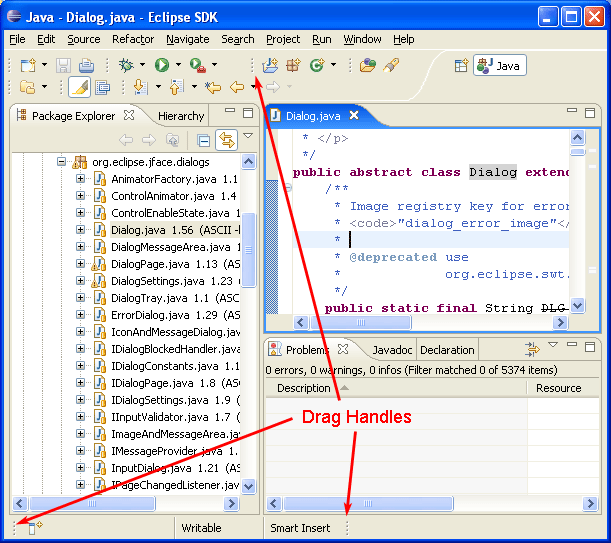 Java - Dialog.java - Eclipse SDK
File Edit Source Refactor Navigate Search Project Run Window Help
Java
Package Explorer Hierarchy
org.eclipse.jface.dialogs
AnimatorFactory.java 1.1
ControlAnimator.java 1.4
ControlEnableState.java
Dialog.java 1.56 (ASCII -
DialogMessageArea.java
DialogPage.java 1.13 (ASC
DialogSettings.java 1.23
DialogTray.java 1.1 (ASC
ErrorDialog.java 1.29 (AS
IconAndMessageDialog.java
IDialogBlockedHandler.java
IDialogConstants.java 1.1
IDialogPage.java 1.8 (AS
IDialogSettings.java 1.9
IInputValidator.java 1.7 (
ImageAndMessageArea.java
IMessageProvider.java 1.
InputDialog.java 1.21 (AS
IPageChangedListener.java
Dialog.java
* </p>
*/
public abstract class Dialog extend
/**
* Image registry key for error
* <code>"dialog_error_image"</
*
* @deprecated use
* org.eclipse.swt.
*/
public static final String DLG
Problems Javadoc Declaration
0 errors, 0 warnings, 0 infos (Filter matched 0 of 5374 items)
Description Resource
Drag Handles
Writable Smart Insert